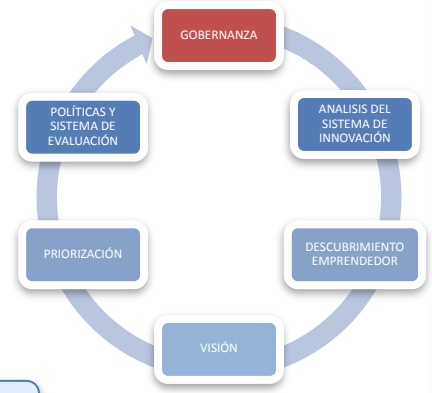 GOBERNANZA
ANALISIS DEL
SISTEMA DE
INNOVACIÓN
DESCUBRIMIENTO
EMPRENDEDOR
VISIÓN
PRIORIZACIÓN
POLÍTICAS Y
SISTEMA DE
EVALUACIÓN